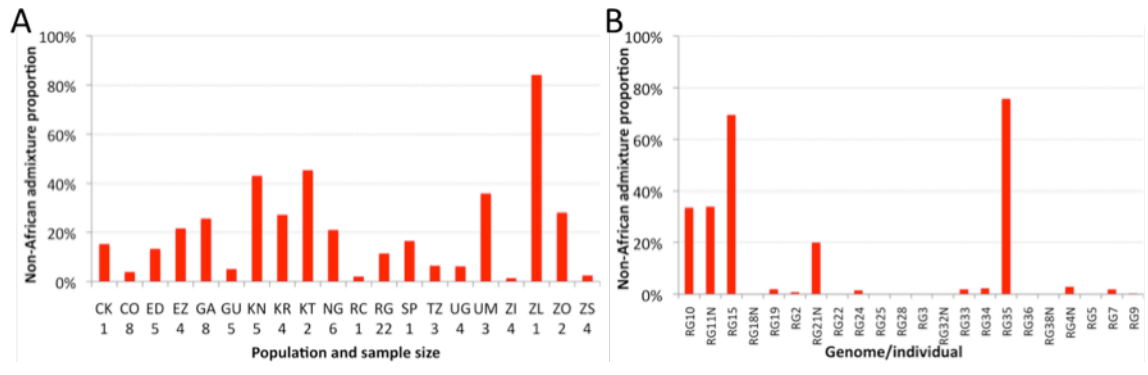 A
Non-African admixture proportion
100%
80%
60%
40%
20%
0%
CK CO ED EZ GA GU KN KR KT NG RC RG SP TZ UG UM ZI ZL ZO ZS
1 8 5 4 8 5 5 4 2 6 1 22 1 3 4 3 4 1 2 4
Population and sample size
B
Non-African admixture proportion
100%
80%
60%
40%
20%
0%
RG10
RG11N
RG15
RG18N
RG19
RG2
RG21N
RG22
RG24
RG25
RG28
RG3
RG32N
RG33
RG34
RG35
RG36
RG38N
RG4N
RG5
RG7
RG9
Genome/individual